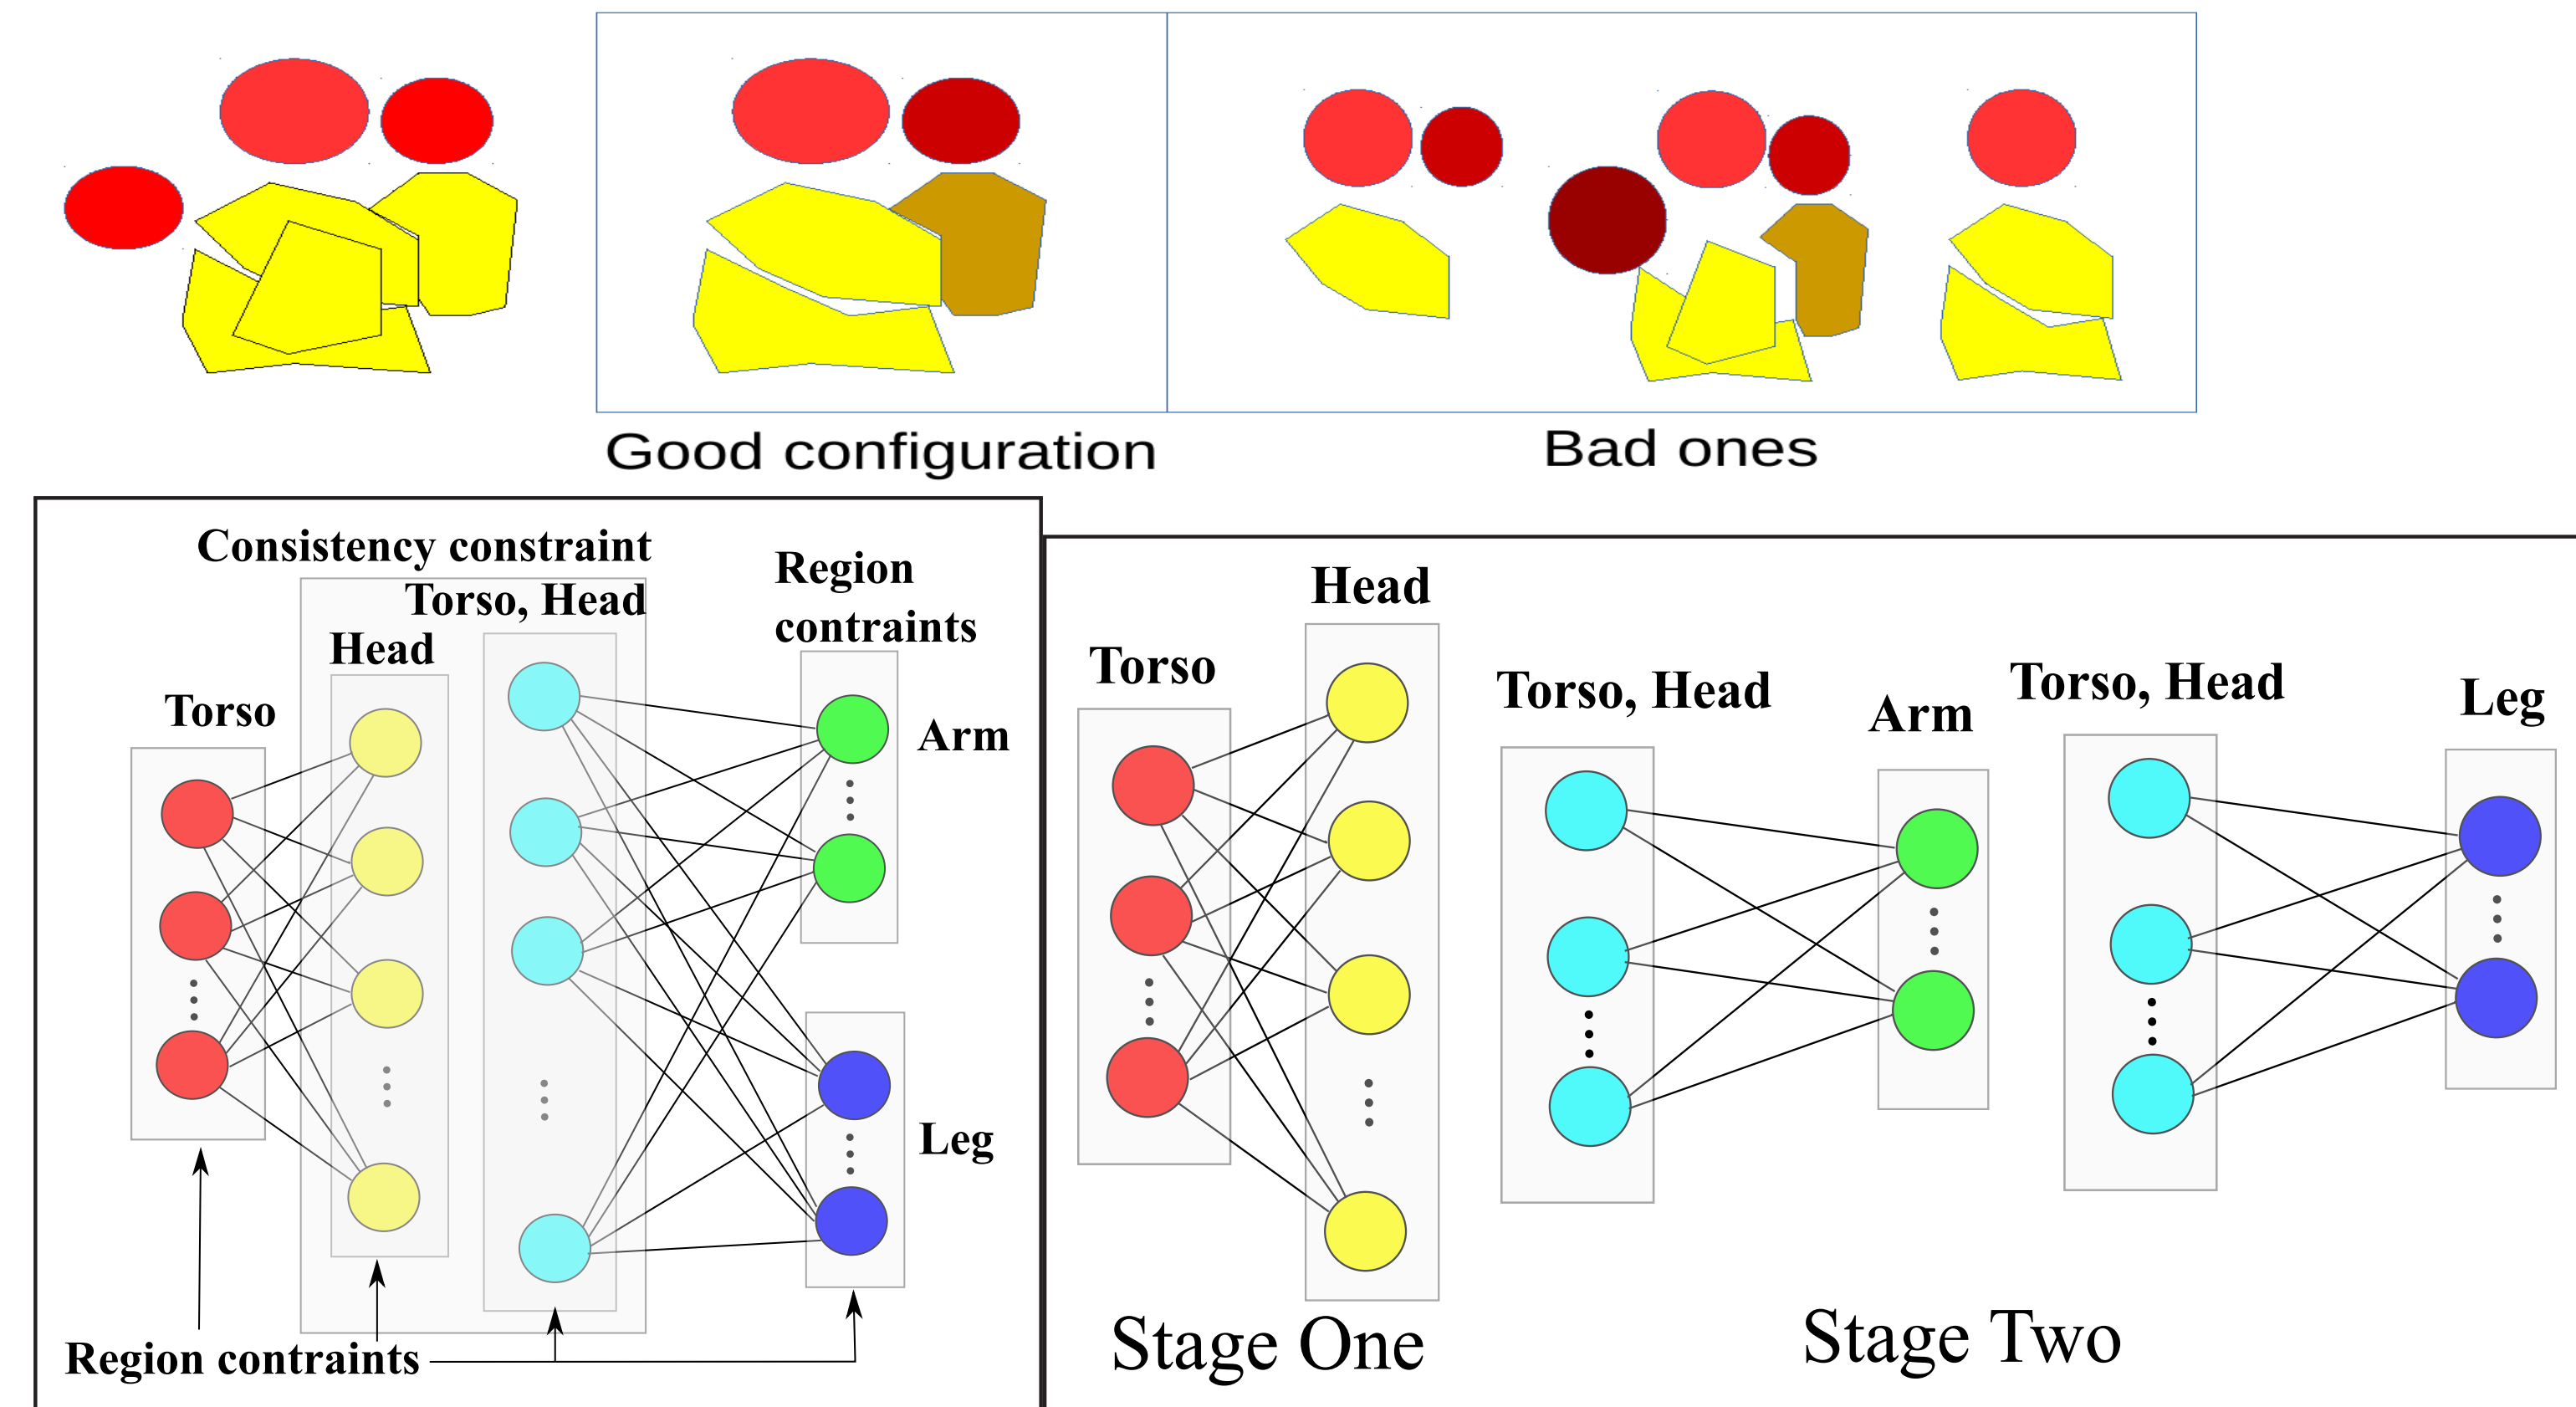 Good configuration
Bad ones
Consistency constraint
Torso, Head
Head
Torso
Region
contraints
Arm
Leg
Region contraints
Head
Torso
Torso, Head
Arm
Torso, Head
Leg
Stage One
Stage Two